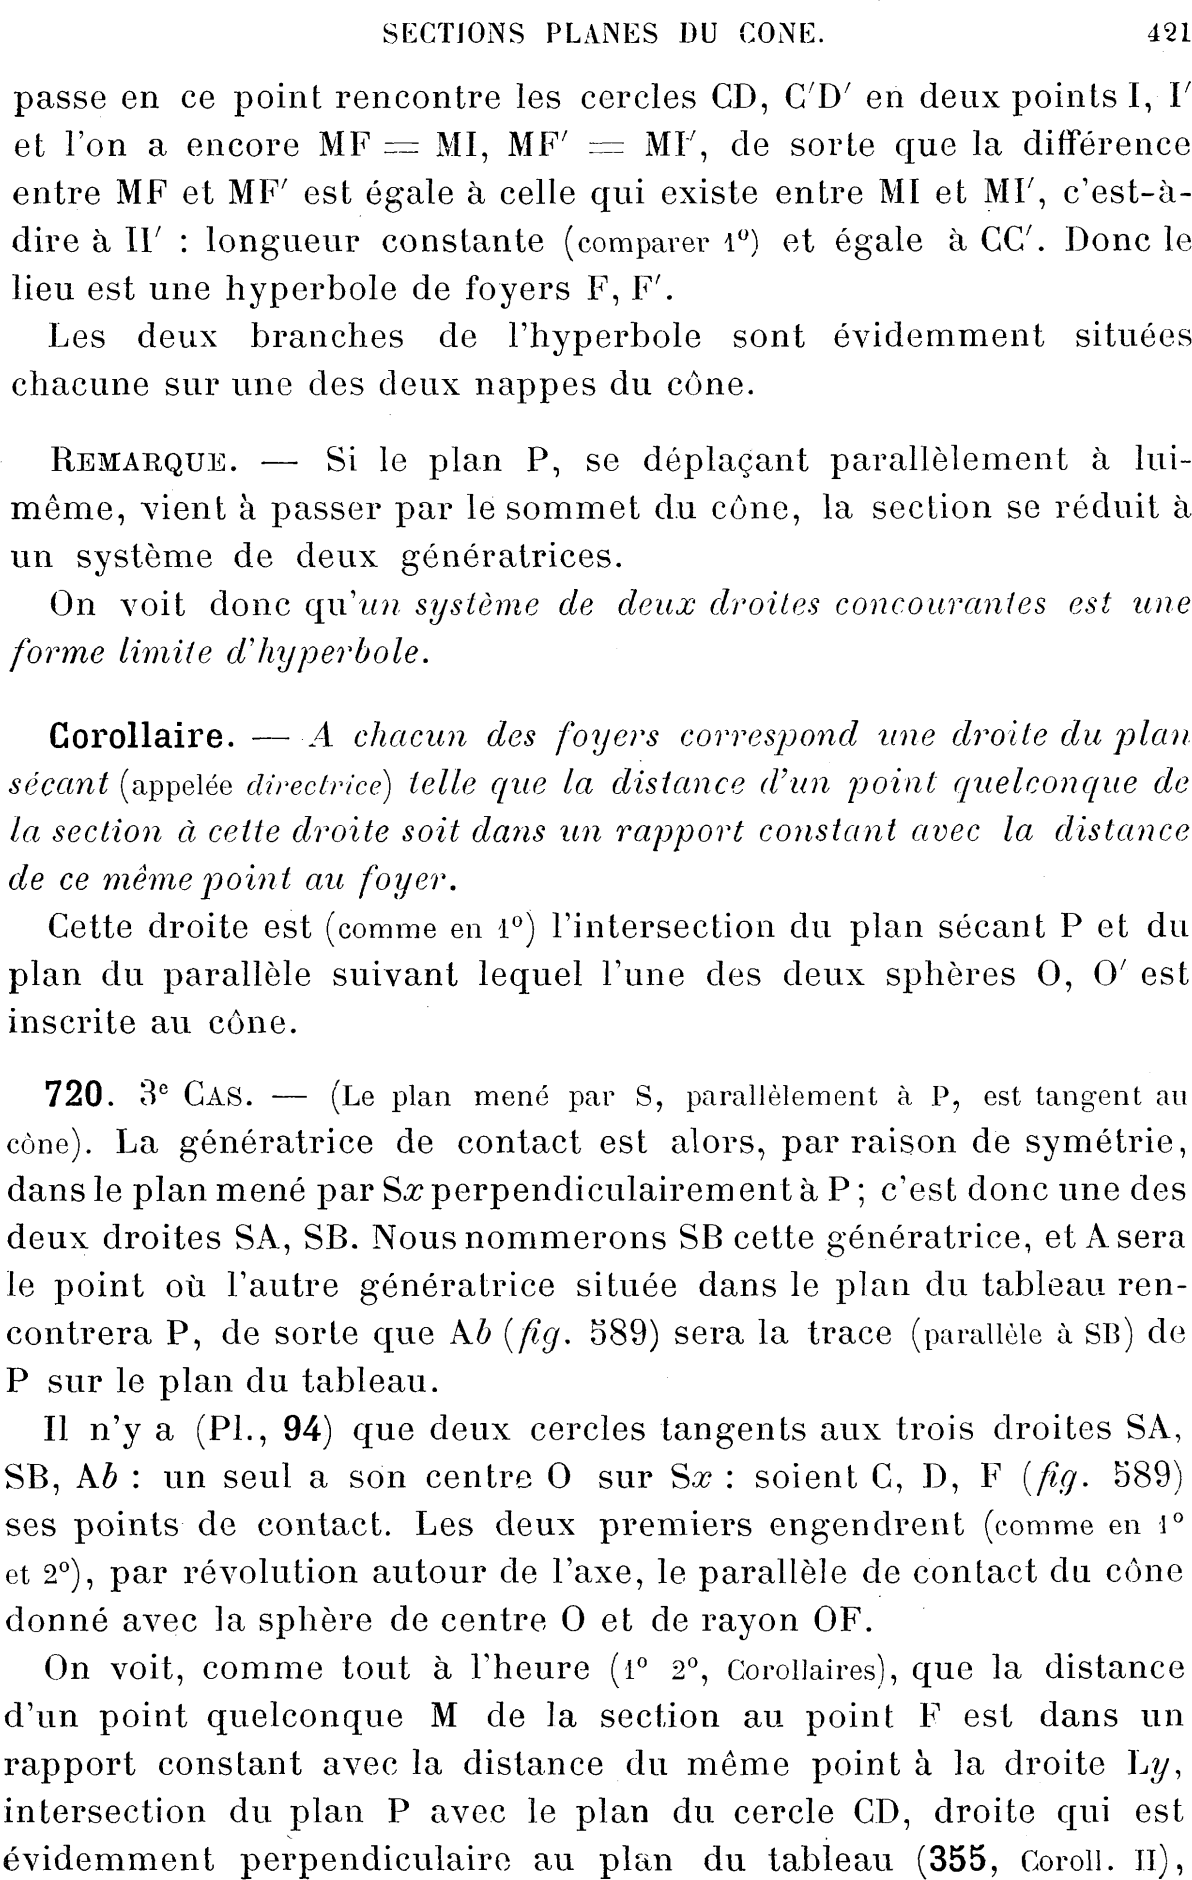 SECTIONS PLANES DU CONE. 421
passe en ce point rencontre les cercles CD, C′D′ en deux points I, I′
et l'on a encore MF = MI, MF′ = MI′, de sorte que la différence
entre MF et MF′ est égale à celle qui existe entre MI et MI′, c'est-à-
dire à II′ : longueur constante (comparer 1º) et égale à CC′. Donc le
lieu est une hyperbole de foyers F, F′.
Les deux branches de l'hyperbole sont évidemment situées
chacune sur une des deux nappes du cône.
REMARQUE. — Si le plan P, se déplaçant parallèlement à lui-
même, vient à passer par le sommet du cône, la section se réduit à
un système de deux génératrices.
On voit donc qu'un système de deux droites concourantes est une
forme limite d'hyperbole.
Corollaire. — A chacun des foyers correspond une droite du plan
sécant (appelée directrice) telle que la distance d'un point quelconque de
la section à cette droite soit dans un rapport constant avec la distance
de ce même point au foyer.
Cette droite est (comme en 1º) l'intersection du plan sécant P et du
plan du parallèle suivant lequel l'une des deux sphères O, O′ est
inscrite au cône.
720. 3e CAS. — (Le plan mené par S, parallèlement à P, est tangent au
cône). La génératrice de contact est alors, par raison de symétrie,
dans le plan mené par Sx perpendiculairement à P ; c'est donc une des
deux droites SA, SB. Nous nommerons SB cette génératrice, et A sera
le point où l'autre génératrice située dans le plan du tableau ren-
contrera P, de sorte que Ab (fig. 589) sera la trace (parallèle à SB) de
P sur le plan du tableau.
Il n'y a (Pl., 94) que deux cercles tangents aux trois droites SA,
SB, Ab : un seul a son centre O sur Sx : soient C, D, F (fig. 589)
ses points de contact. Les deux premiers engendrent (comme en 1º
et 2º), par révolution autour de l'axe, le parallèle de contact du cône
donné avec la sphère de centre O et de rayon OF.
On voit, comme tout à l'heure (1º 2º, Corollaires), que la distance
d'un point quelconque M de la section au point F est dans un
rapport constant avec la distance du même point à la droite Ly,
intersection du plan P avec le plan du cercle CD, droite qui est
évidemment perpendiculaire au plan du tableau (355, Coroll. II),